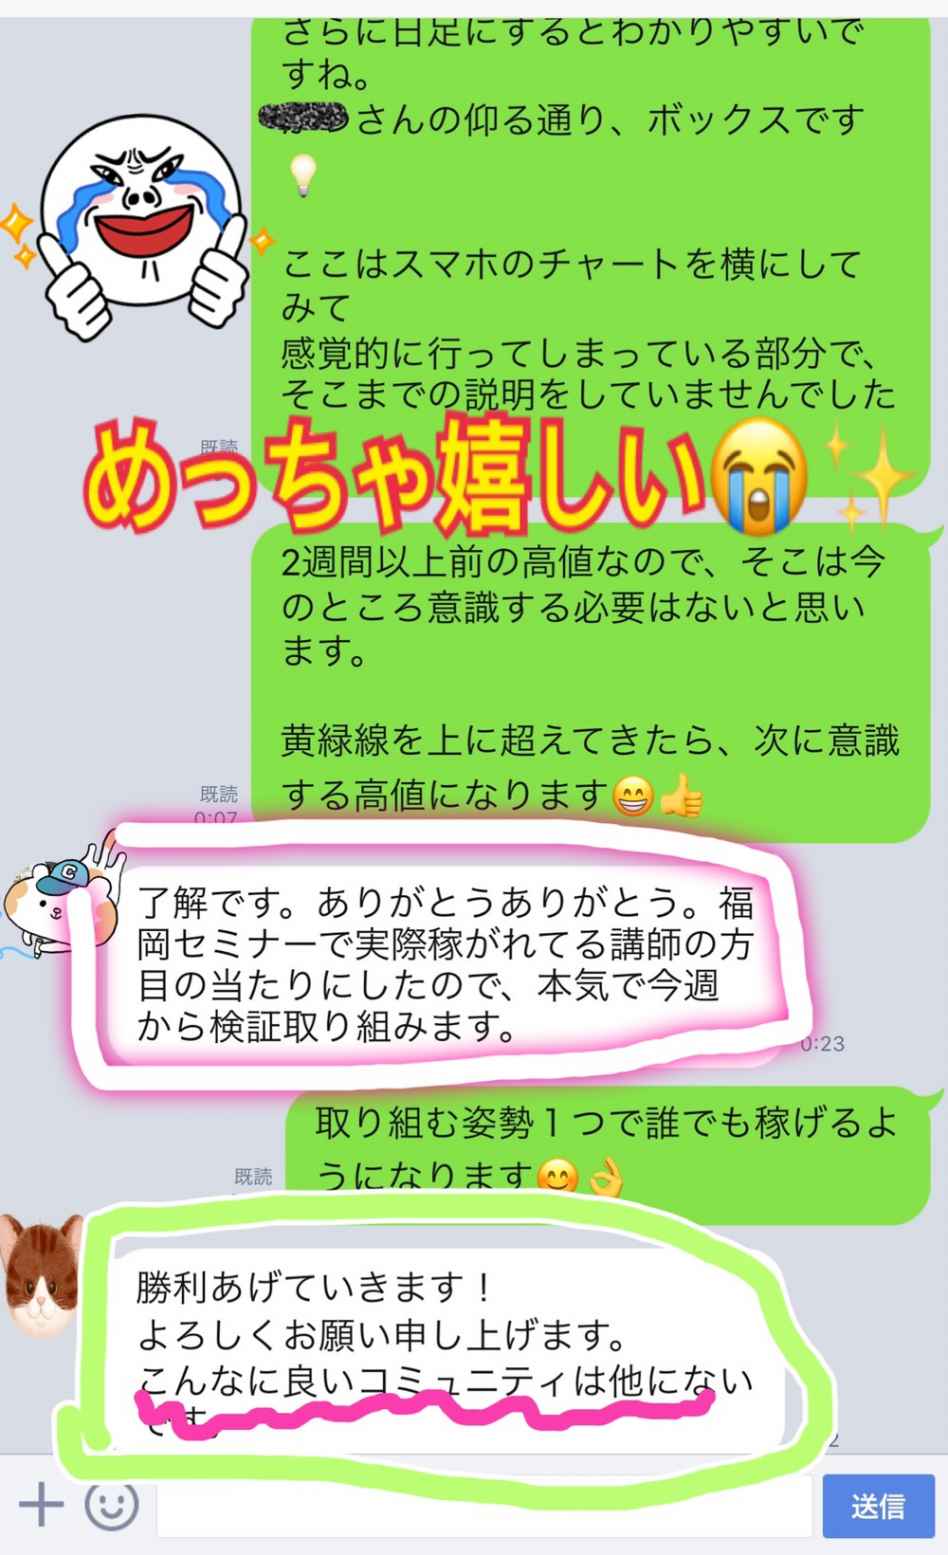 さらに日足にするとわかりやすいで
すね。
さんの仰る通り、ボックスです
ここはスマホのチャートを横にして
みて
感覚的に行ってしまっている部分で、
そこまでの説明をしていませんでした
既読
めっちゃ嬉しい
2週間以上前の高値なので、そこは今
のところ意識する必要はないと思い
ます。
黄緑線を上に超えてきたら、次に意識
する高値になります😁👍
既読
0:07
C
了解です。ありがとうありがとう。福
岡セミナーで実際稼がれてる講師の方
目の当たりにしたので、本気で今週
から検証取り組みます。
0:23
取り組む姿勢１つで誰でも稼げるよ
うになります😊👌
既読
勝利あげていきます！
よろしくお願い申し上げます。
こんなに良いコミュニティは他にない
です。
2
送信